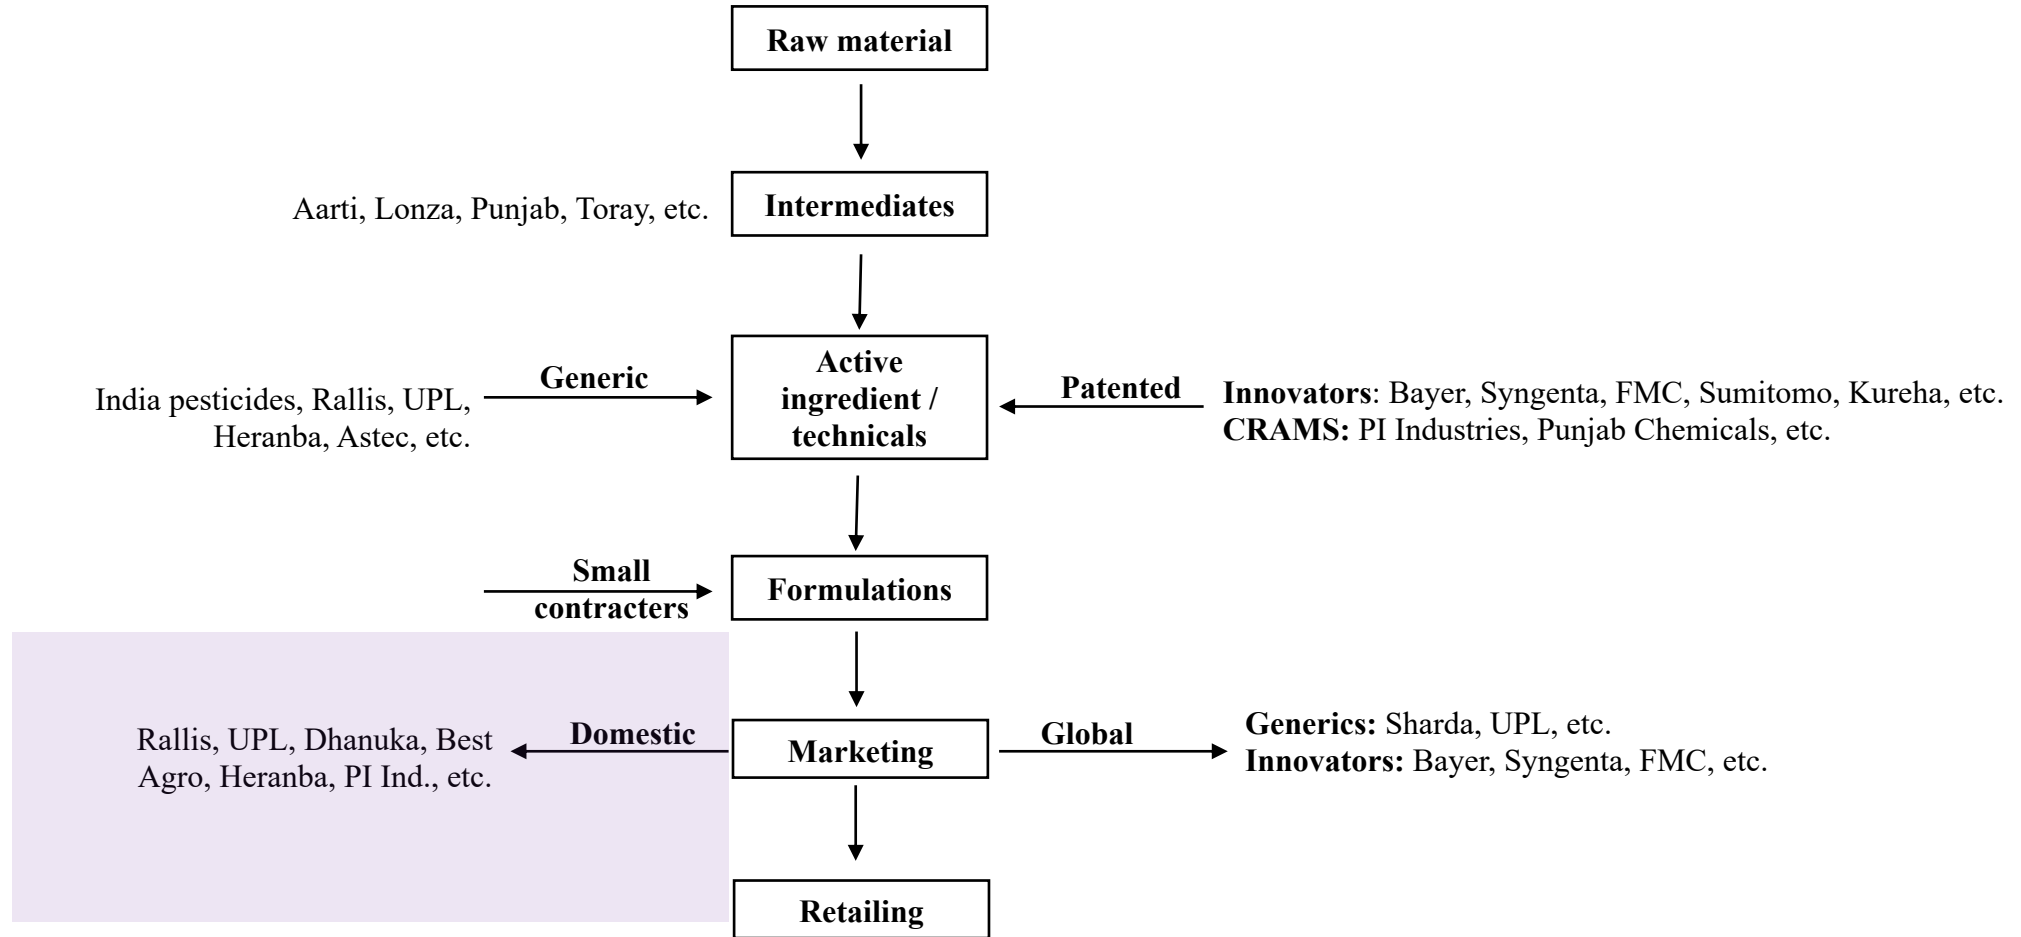 Raw material
Aarti, Lonza, Punjab, Toray, etc.
Intermediates
India pesticides, Rallis, UPL,
Heranba, Astec, etc.
Generic
Active
ingredient /
technicals
Patented
Innovators: Bayer, Syngenta, FMC, Sumitomo, Kureha, etc.
CRAMS: PI Industries, Punjab Chemicals, etc.
Small
contracters
Formulations
Rallis, UPL, Dhanuka, Best
Agro, Heranba, PI Ind., etc.
Domestic
Marketing
Global
Generics: Sharda, UPL, etc.
Innovators: Bayer, Syngenta, FMC, etc.
Retailing